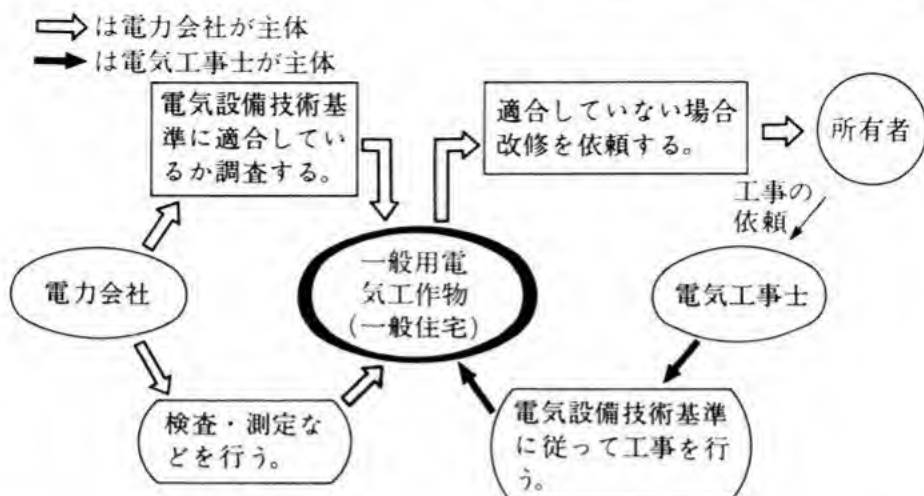 は電力会社が主体
は電気工事士が主体
電気設備技術基
準に適合してい
るか調査する。
適合していない場合
改修を依頼する。
所有者
工事の
依頼
電力会社
一般用電
気工作物
(一般住宅)
電気工事士
検査・測定な
どを行う。
電気設備技術基準
に従って工事を行
う。